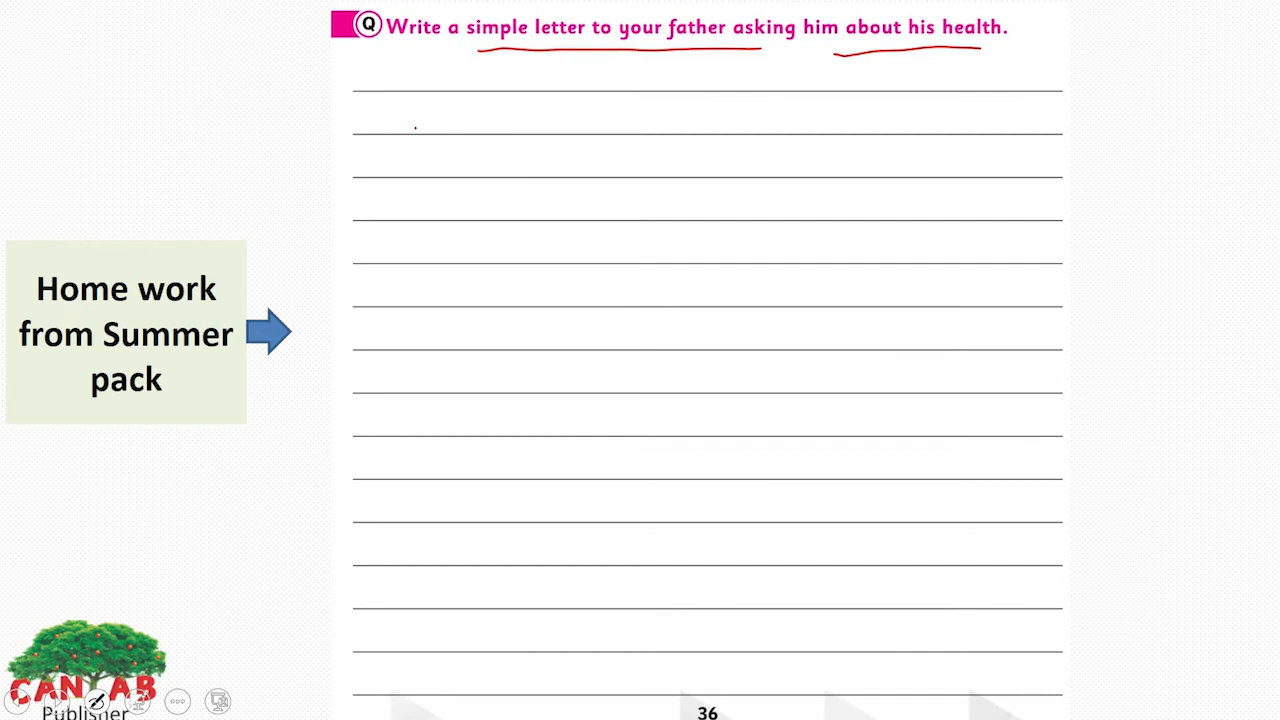 Q Write a simple letter to your father asking him about his health.
Home work
from Summer
pack
CANTAB
Publisher
36